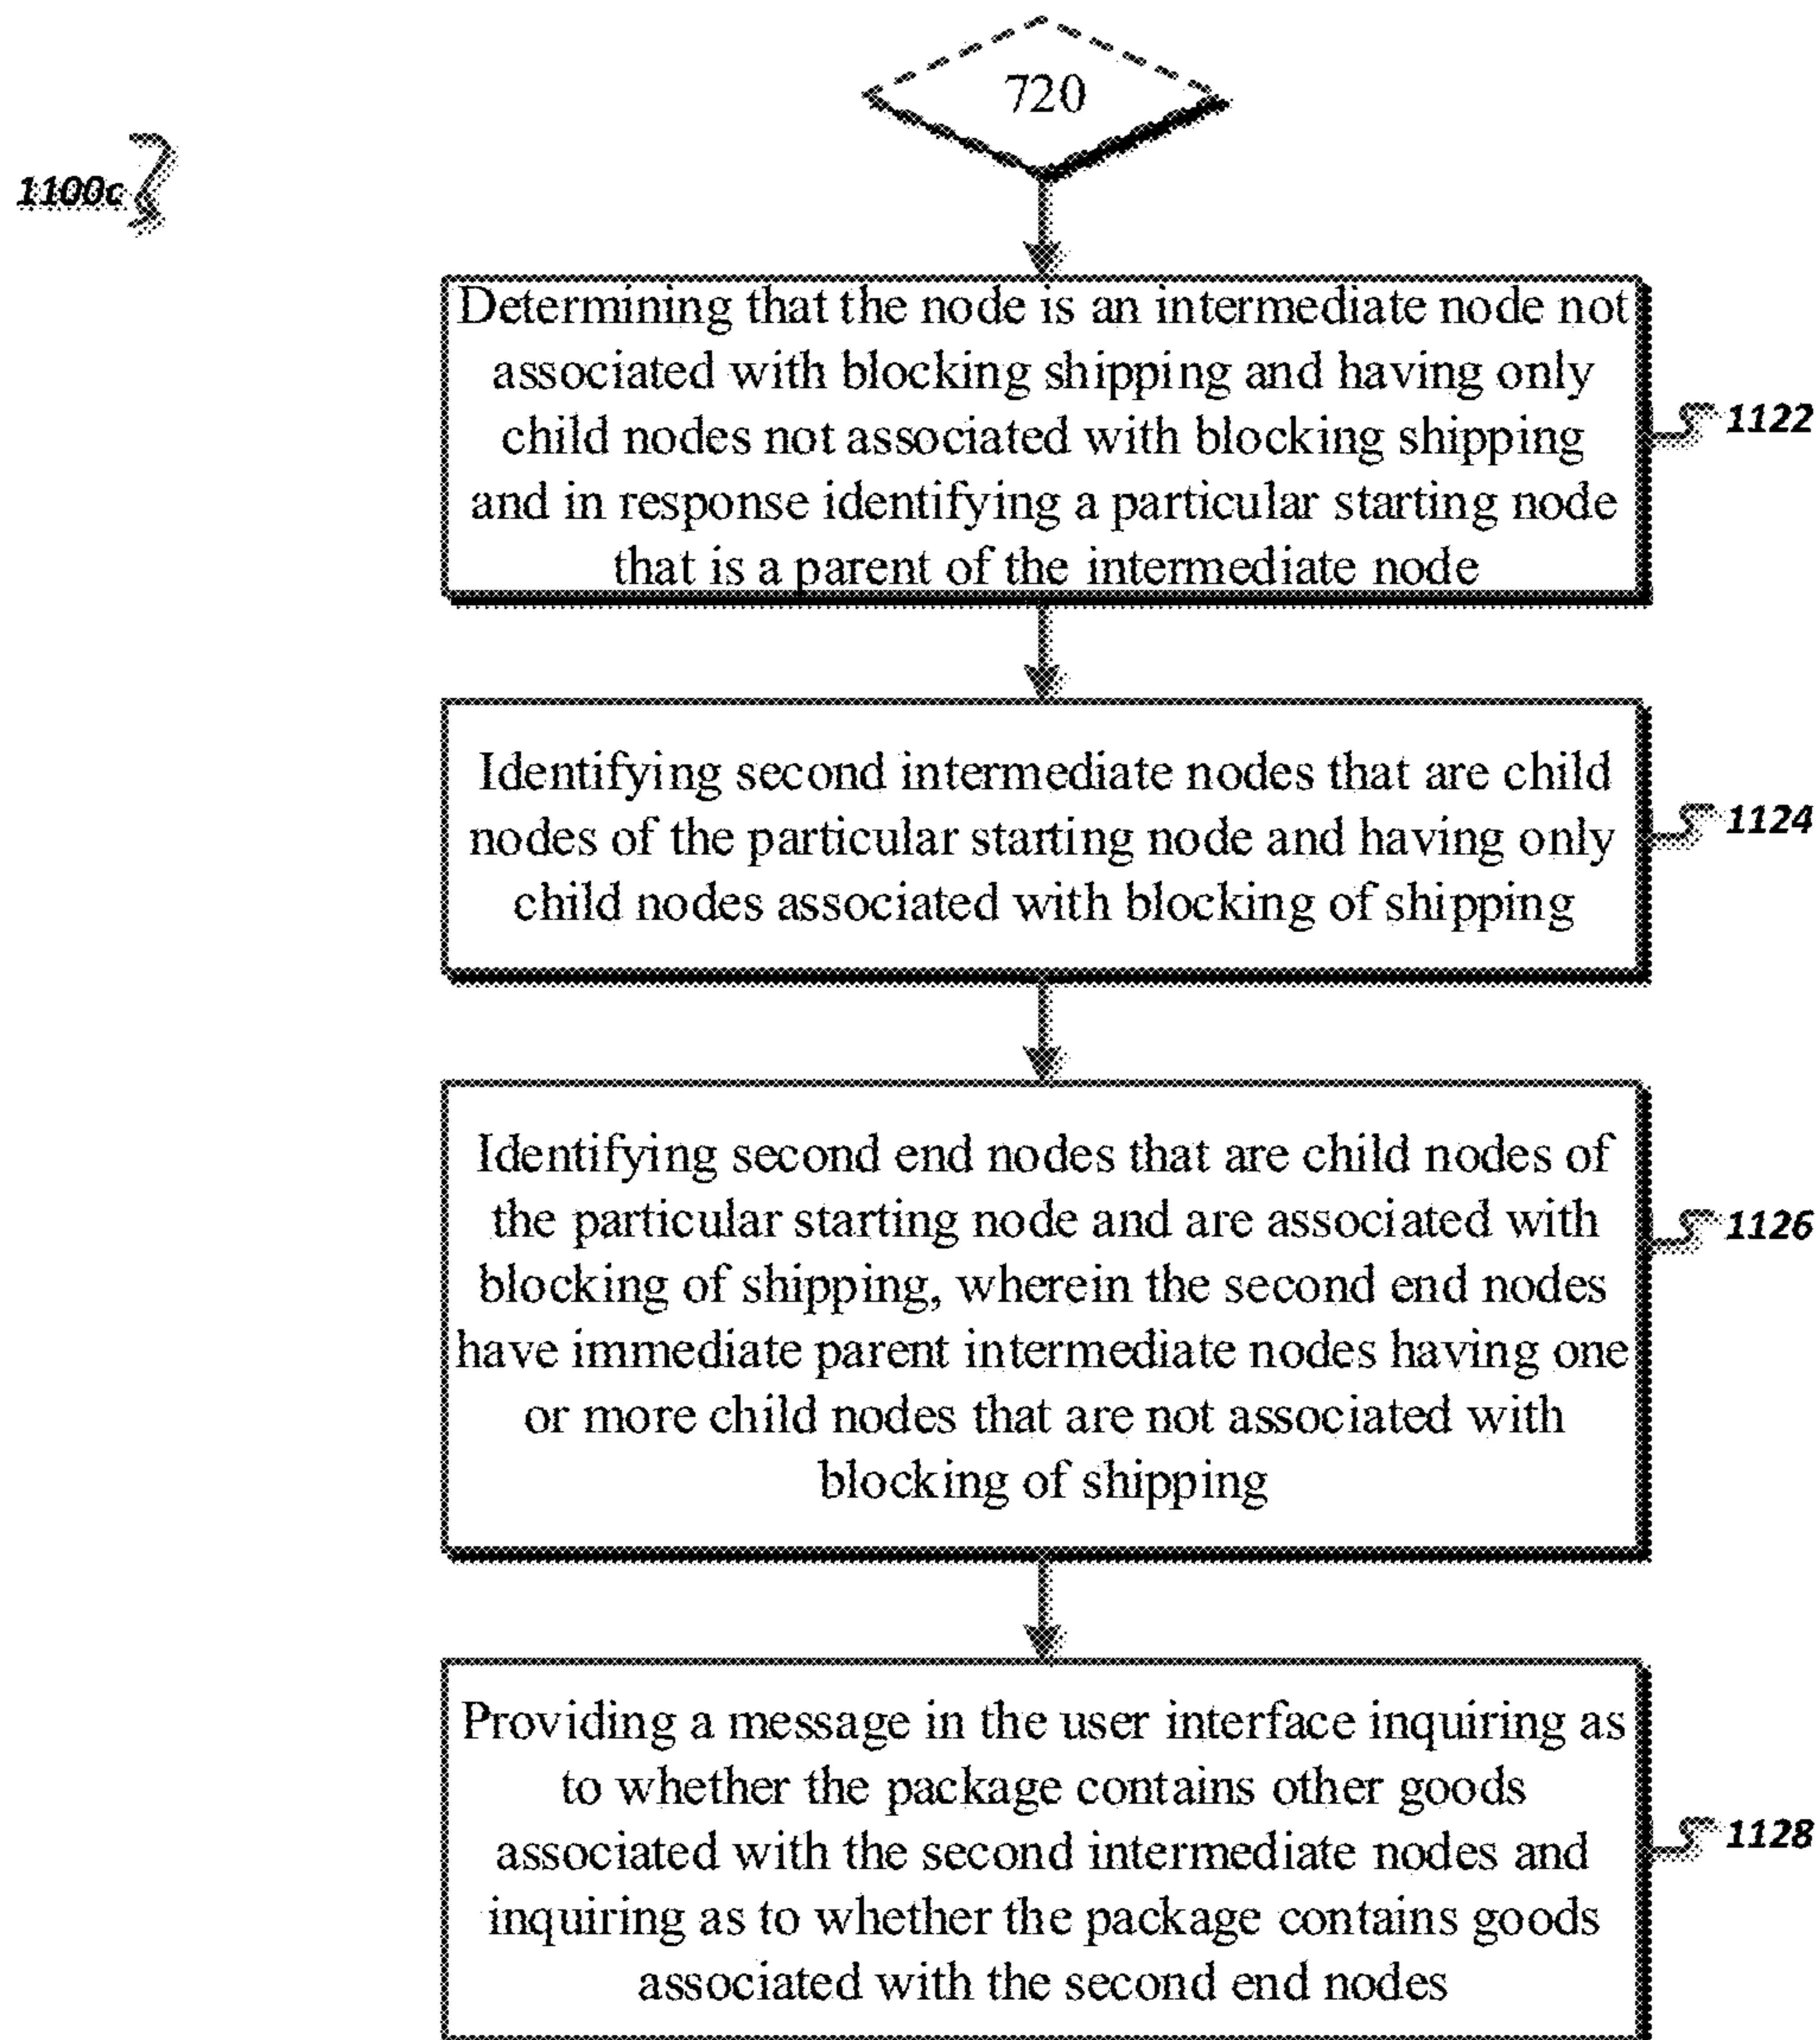 720
1100c
Determining that the node is an intermediate node not
associated with blocking shipping and having only
child nodes not associated with blocking shipping
and in response identifying a particular starting node
that is a parent of the intermediate node
1122
Identifying second intermediate nodes that are child
nodes of the particular starting node and having only
child nodes associated with blocking of shipping
1124
Identifying second end nodes that are child nodes of
the particular starting node and are associated with
blocking of shipping, wherein the second end nodes
have immediate parent intermediate nodes having one
or more child nodes that are not associated with
blocking of shipping
1126
Providing a message in the user interface inquiring as
to whether the package contains other goods
associated with the second intermediate nodes and
inquiring as to whether the package contains goods
associated with the second end nodes
1128